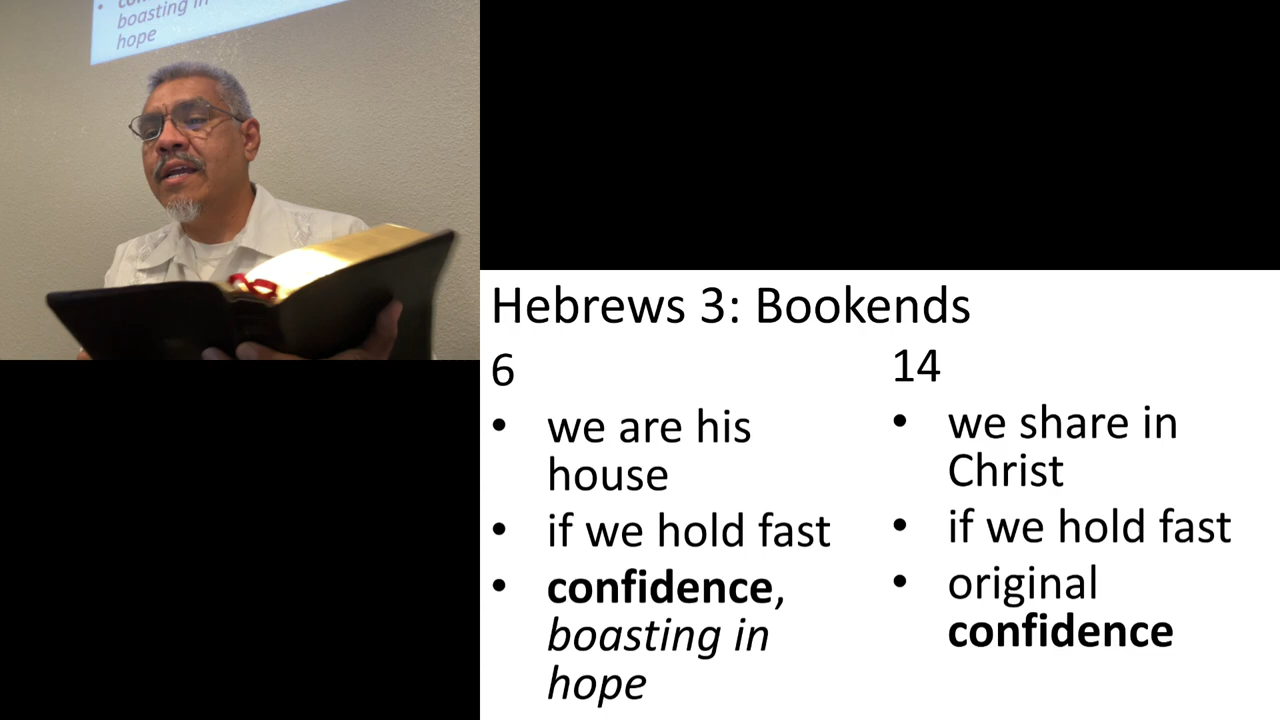 • con
boasting in
hope
Hebrews 3: Bookends
6
• we are his
house
• if we hold fast
• confidence,
boasting in
hope
14
• we share in
Christ
• if we hold fast
• original
confidence